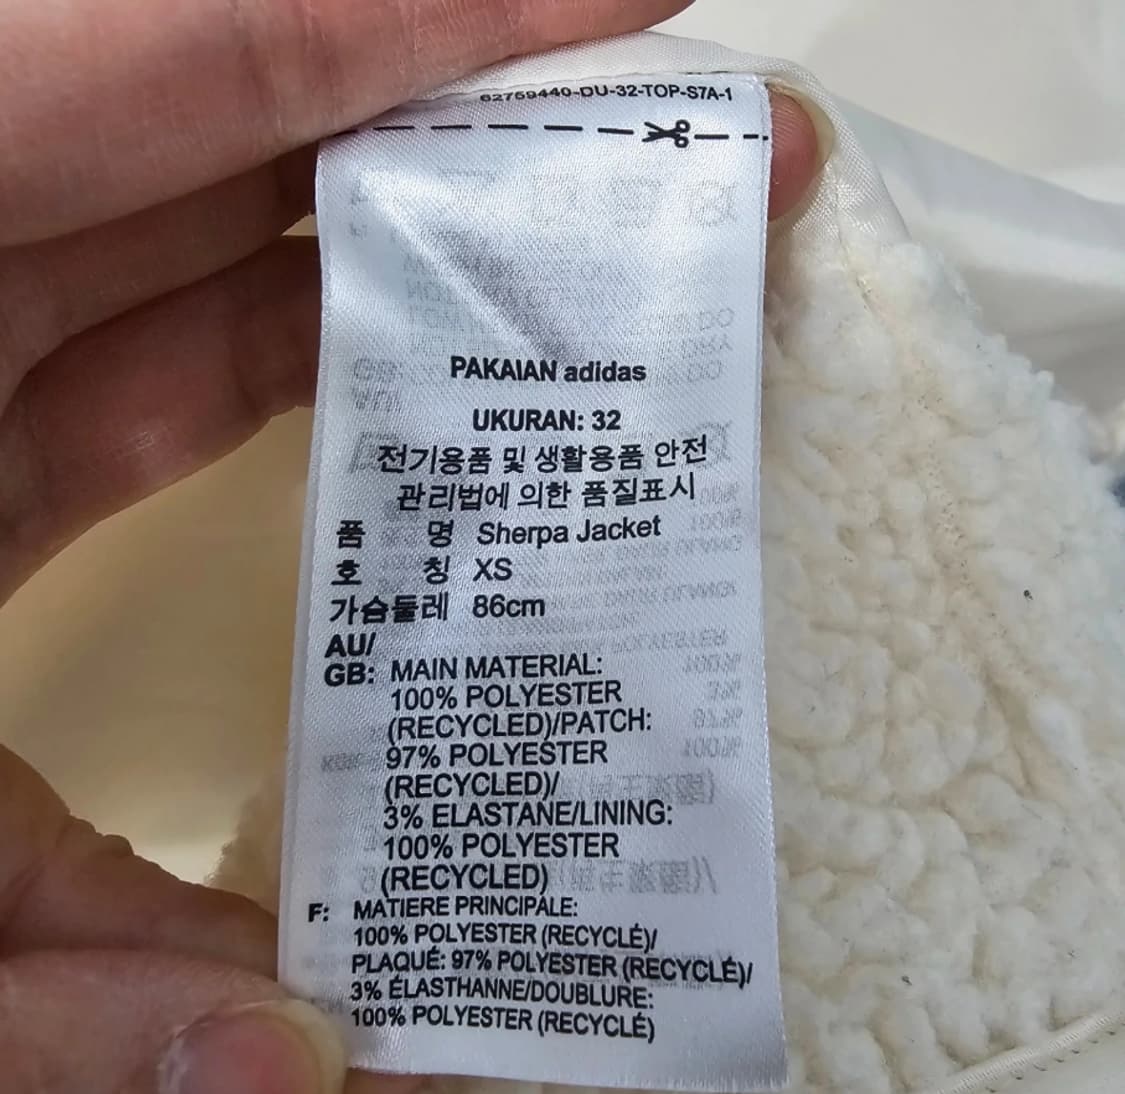 62759440-DU-32-TOP-S7A-1
PAKAIAN adidas
UKURAN: 32
전기용품 및 생활용품 안전
관리법에 의한 품질표시
품 명 Sherpa Jacket
호 칭 XS
가슴둘레 86cm
AU/
GB: MAIN MATERIAL:
100% POLYESTER
(RECYCLED)/PATCH:
97% POLYESTER
(RECYCLED)/
3% ELASTANE/LINING:
100% POLYESTER
(RECYCLED)
F: MATIERE PRINCIPALE:
100% POLYESTER (RECYCLÉ)/
PLAQUÉ: 97% POLYESTER (RECYCLÉ)/
3% ÉLASTHANNE/DOUBLURE:
100% POLYESTER (RECYCLÉ)